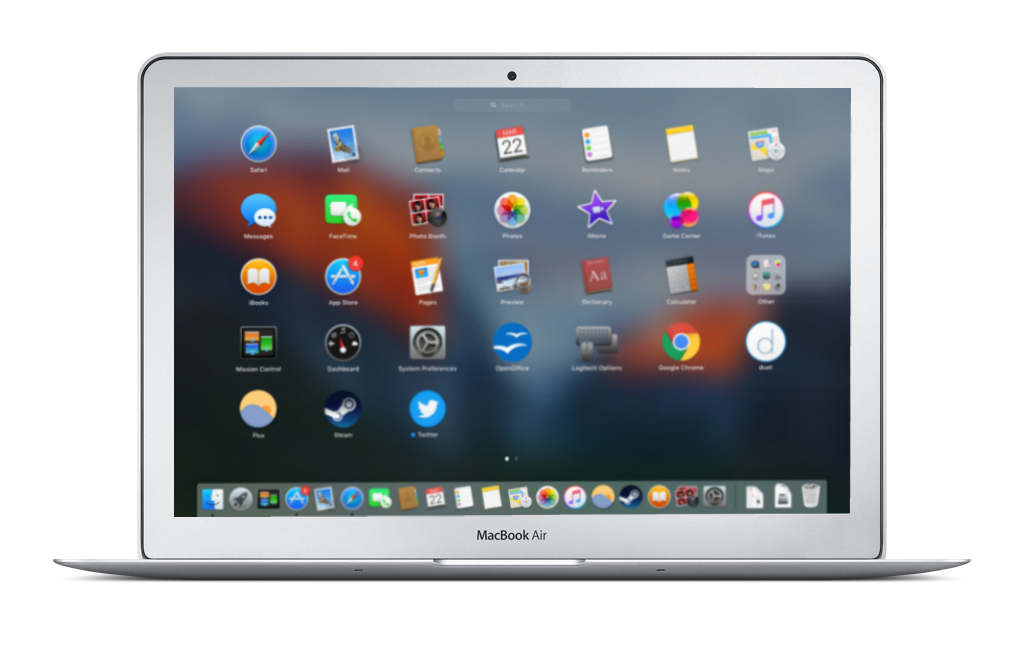 Search
Safari
Mail
Contacts
MAR
22
Calendar
Reminders
Notes
Maps
Messages
FaceTime
Photo Booth
Photos
iMovie
Game Center
iTunes
iBooks
4
App Store
Pages
Preview
Aa
Dictionary
Calculator
Other
Mission Control
Dashboard
System Preferences
OpenOffice
Logitech Options
Google Chrome
d
duet
Flux
Steam
Twitter
22
MacBook Air